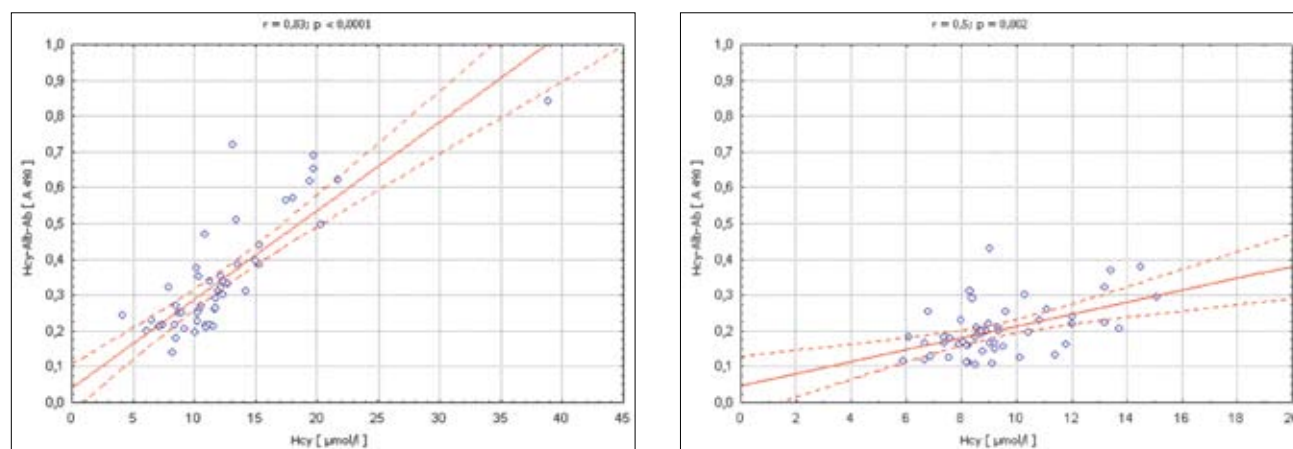 r = 0,83; p < 0,0001
1,0
0,9
0,8
0,7
0,6
0,5
0,4
0,3
0,2
0,1
0,0
Hcy-Alb-Ab [ A 490 ]
0 5 10 15 20 25 30 35 40 45
Hcy [ µmol/l ]
r = 0,5; p = 0,002
1,0
0,9
0,8
0,7
0,6
0,5
0,4
0,3
0,2
0,1
0,0
Hcy-Alb-Ab [ A 490 ]
0 2 4 6 8 10 12 14 16 18 20
Hcy [ µmol/l ]